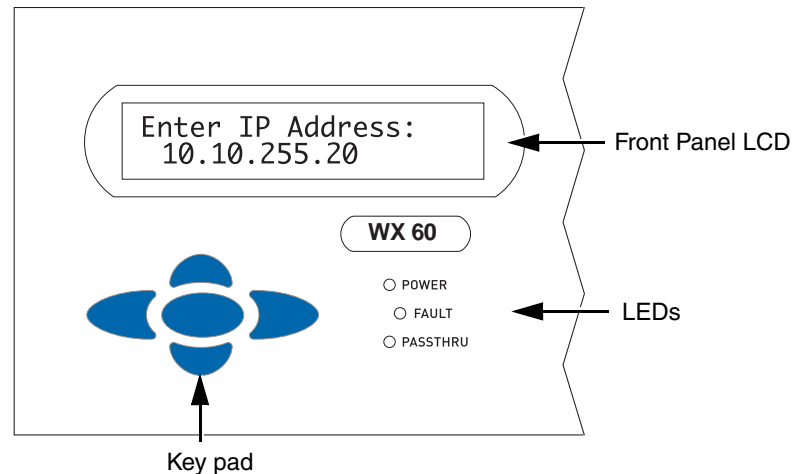 Enter IP Address:
10.10.255.20
Front Panel LCD
WX 60
POWER
FAULT
PASSTHRU
LEDs
Key pad